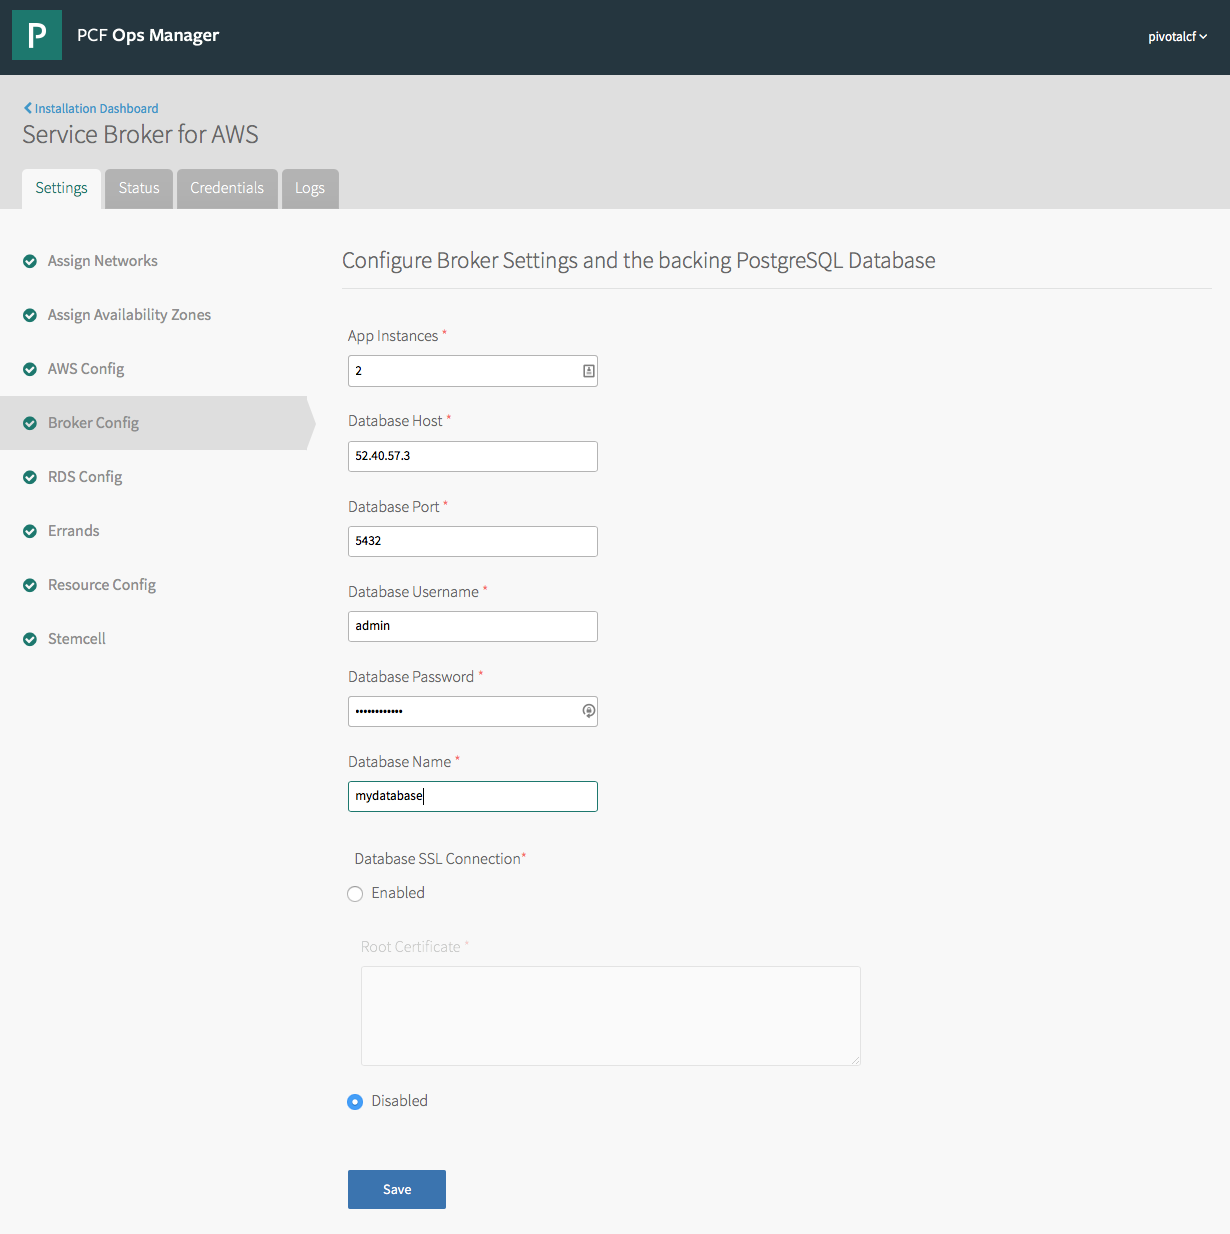 P
PCF Ops Manager
pivotalcf
Installation Dashboard
Service Broker for AWS
Settings
Status
Credentials
Logs
Assign Networks
Assign Availability Zones
AWS Config
Broker Config
RDS Config
Errands
Resource Config
Stemcell
Configure Broker Settings and the backing PostgreSQL Database
App Instances *
2
Database Host *
52.40.57.3
Database Port *
5432
Database Username *
admin
Database Password *
••••••••••••
Database Name *
mydatabase
Database SSL Connection*
Enabled
Root Certificate *
Disabled
Save